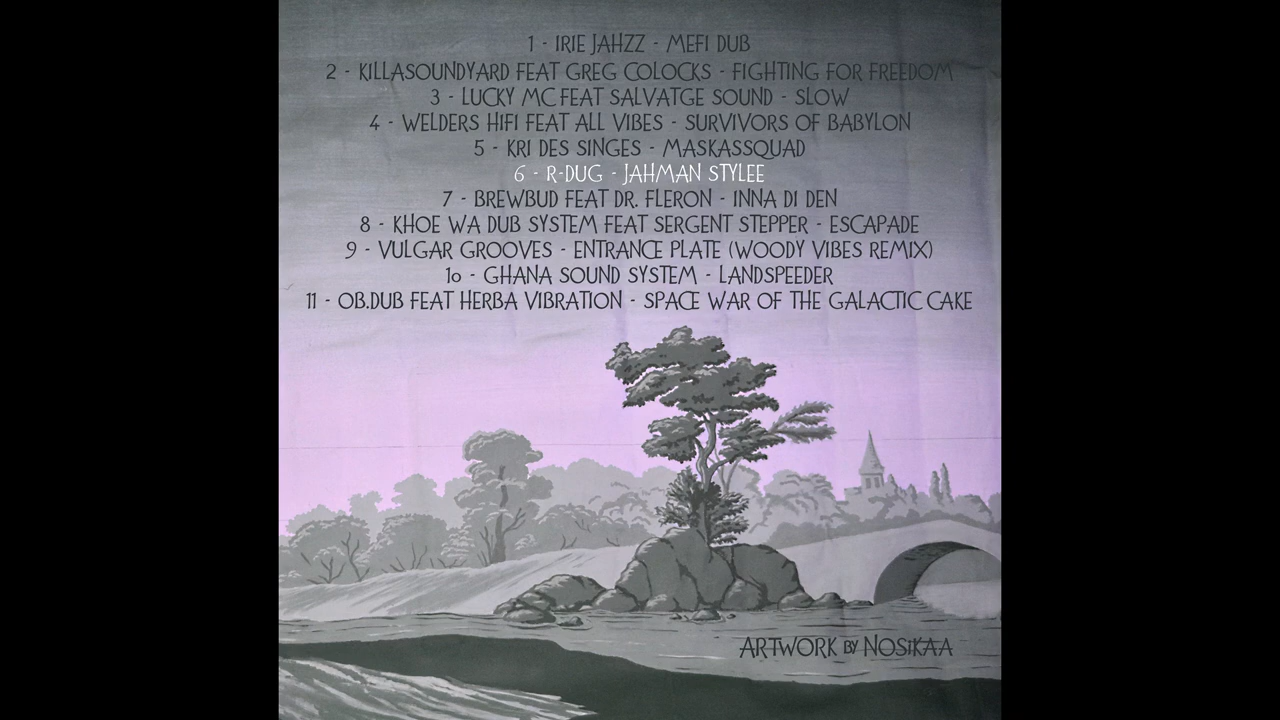 1 - IRIE JAHZZ - MEFI DUB
2 - KILLASOUNDYARD FEAT GREG COLOCKS - FIGHTING FOR FREEDOM
3 - LUCKY MC FEAT SALVATGE SOUND - SLOW
4 - WELDERS HIFI FEAT ALL VIBES - SURVIVORS OF BABYLON
5 - KRI DES SINGES - MASKASSQUAD
6 - R-DUG - JAHMAN STYLEE
7 - BREWBUD FEAT DR. FLERON - INNA DI DEN
8 - KHOE WA DUB SYSTEM FEAT SERGENT STEPPER - ESCAPADE
9 - VULGAR GROOVES - ENTRANCE PLATE (WOODY VIBES REMIX)
10 - GHANA SOUND SYSTEM - LANDSPEEDER
11 - OB.DUB FEAT HERBA VIBRATION - SPACE WAR OF THE GALACTIC CAKE
ARTWORK BY NOSiKAA